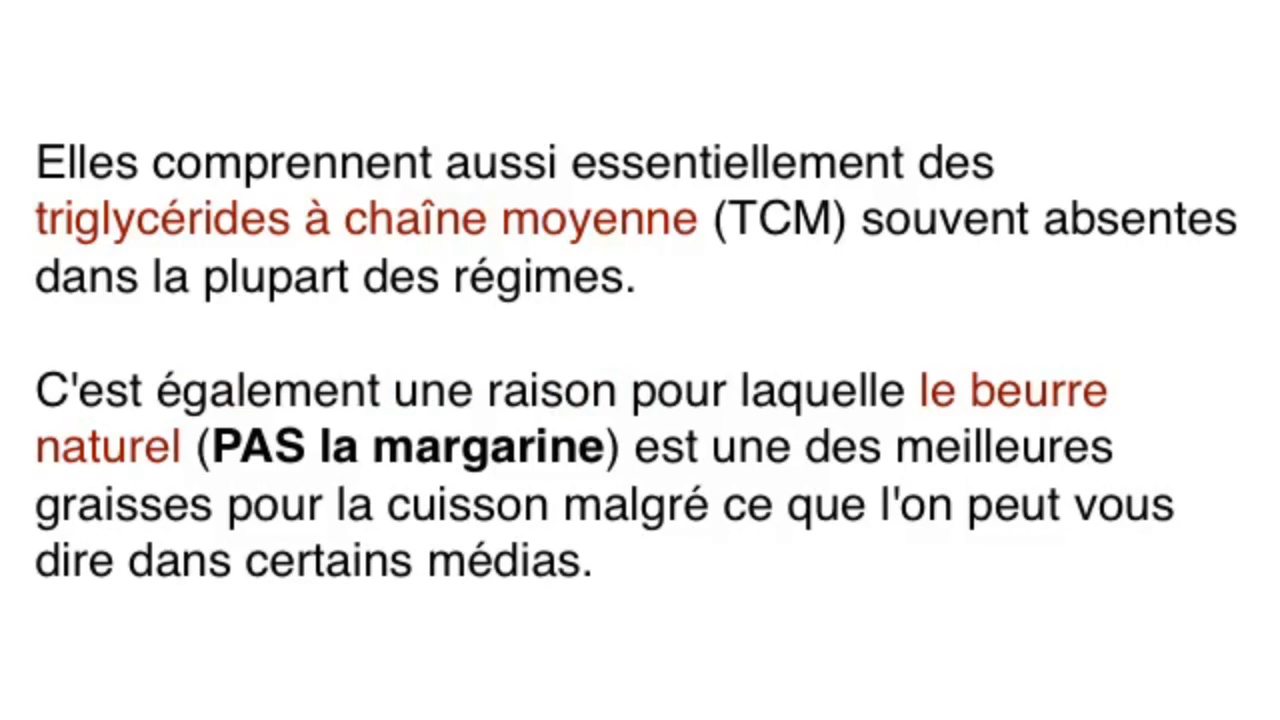 Elles comprennent aussi essentiellement des
triglycérides à chaîne moyenne (TCM) souvent absentes
dans la plupart des régimes.
C'est également une raison pour laquelle le beurre
naturel (PAS la margarine) est une des meilleures
graisses pour la cuisson malgré ce que l'on peut vous
dire dans certains médias.